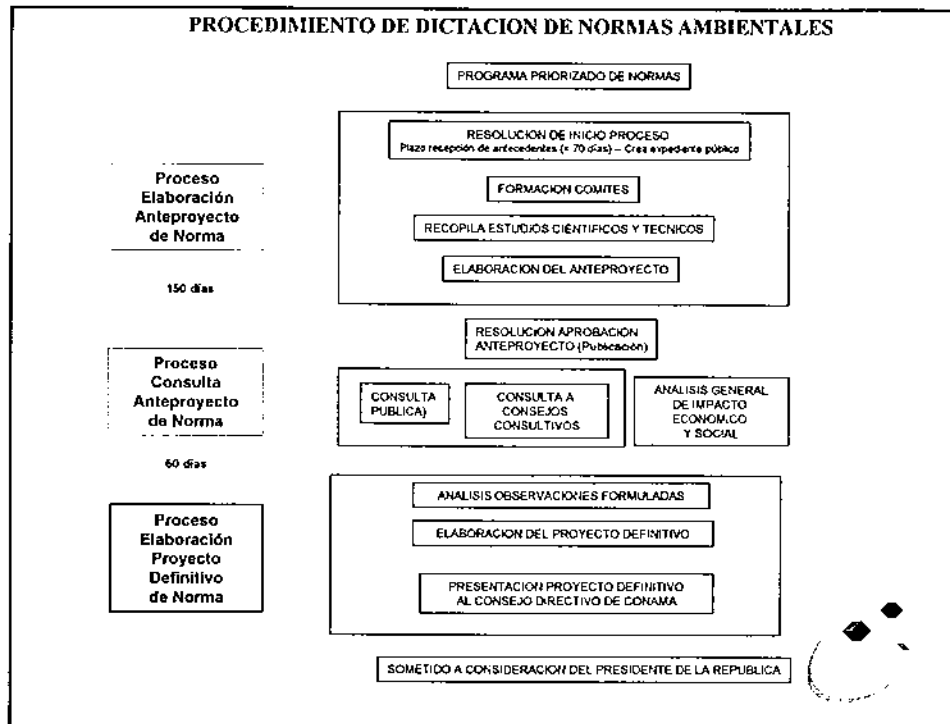 PROCEDIMIENTO DE DICTACION DE NORMAS AMBIENTALES
PROGRAMA PRIORIZADO DE NORMAS
RESOLUCION DE INICIO PROCESO
Plazo recepción de antecedentes (< 70 días) – Crea expediente público
Proceso
Elaboración
Anteproyecto
de Norma
FORMACION COMITES
RECOPILA ESTUDIOS CIENTIFICOS Y TECNICOS
ELABORACION DEL ANTEPROYECTO
150 días
RESOLUCION APROBACION
ANTEPROYECTO (Publicación)
Proceso
Consulta
Anteproyecto
de Norma
CONSULTA
PUBLICA)
CONSULTA A
CONSEJOS
CONSULTIVOS
ANALISIS GENERAL
DE IMPACTO
ECONOMICO
Y SOCIAL
60 días
ANALISIS OBSERVACIONES FORMULADAS
Proceso
Elaboración
Proyecto
Definitivo
de Norma
ELABORACION DEL PROYECTO DEFINITIVO
PRESENTACION PROYECTO DEFINITIVO
AL CONSEJO DIRECTIVO DE CONAMA
SOMETIDO A CONSIDERACION DEL PRESIDENTE DE LA REPUBLICA